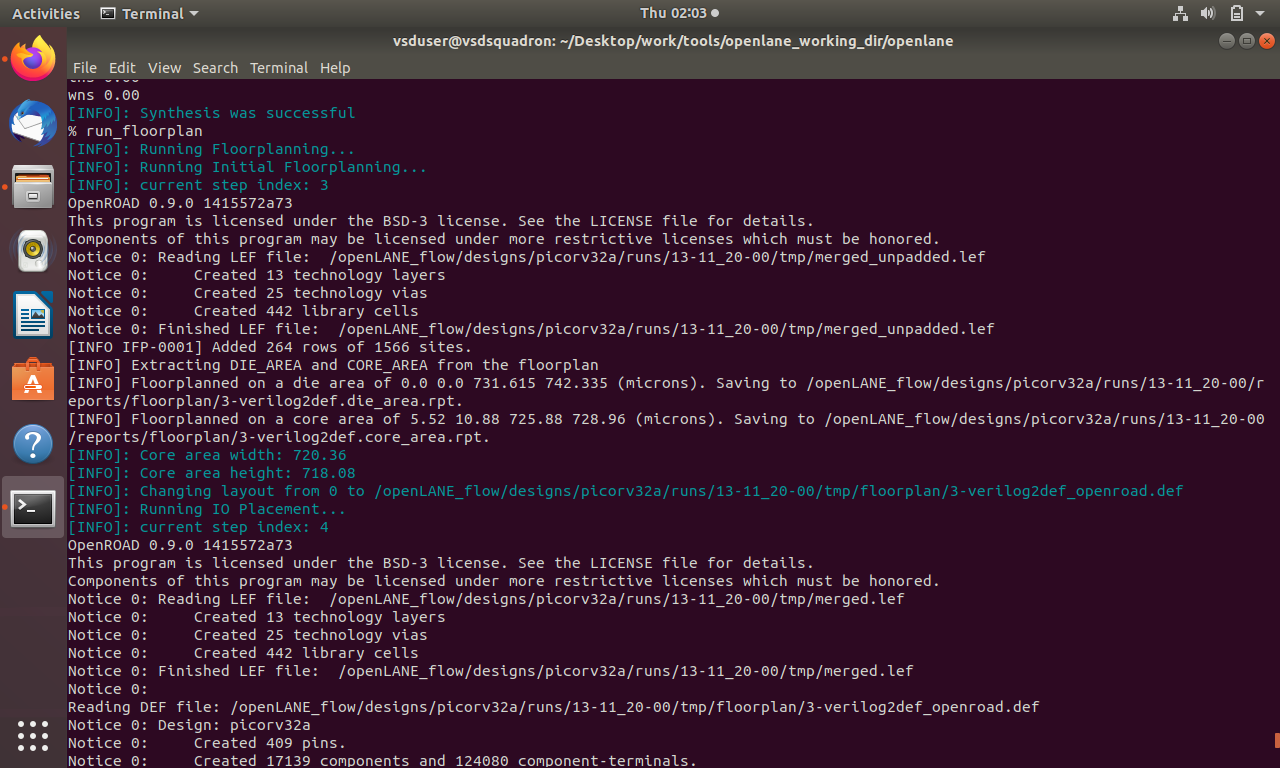 Activities Terminal Thu 02:03
vsduser@vsdsquadron: ~/Desktop/work/tools/openlane_working_dir/openlane
File Edit View Search Terminal Help
wns 0.00
[INFO]: Synthesis was successful
% run_floorplan
[INFO]: Running Floorplanning...
[INFO]: Running Initial Floorplanning...
[INFO]: current step index: 3
OpenROAD 0.9.0 1415572a73
This program is licensed under the BSD-3 license. See the LICENSE file for details.
Components of this program may be licensed under more restrictive licenses which must be honored.
Notice 0: Reading LEF file:  /openLANE_flow/designs/picorv32a/runs/13-11_20-00/tmp/merged_unpadded.lef
Notice 0:     Created 13 technology layers
Notice 0:     Created 25 technology vias
Notice 0:     Created 442 library cells
Notice 0: Finished LEF file:  /openLANE_flow/designs/picorv32a/runs/13-11_20-00/tmp/merged_unpadded.lef
[INFO IFP-0001] Added 264 rows of 1566 sites.
[INFO] Extracting DIE_AREA and CORE_AREA from the floorplan
[INFO] Floorplanned on a die area of 0.0 0.0 731.615 742.335 (microns). Saving to /openLANE_flow/designs/picorv32a/runs/13-11_20-00/r
eports/floorplan/3-verilog2def.die_area.rpt.
[INFO] Floorplanned on a core area of 5.52 10.88 725.88 728.96 (microns). Saving to /openLANE_flow/designs/picorv32a/runs/13-11_20-00
/reports/floorplan/3-verilog2def.core_area.rpt.
[INFO]: Core area width: 720.36
[INFO]: Core area height: 718.08
[INFO]: Changing layout from 0 to /openLANE_flow/designs/picorv32a/runs/13-11_20-00/tmp/floorplan/3-verilog2def_openroad.def
[INFO]: Running IO Placement...
[INFO]: current step index: 4
OpenROAD 0.9.0 1415572a73
This program is licensed under the BSD-3 license. See the LICENSE file for details.
Components of this program may be licensed under more restrictive licenses which must be honored.
Notice 0: Reading LEF file:  /openLANE_flow/designs/picorv32a/runs/13-11_20-00/tmp/merged.lef
Notice 0:     Created 13 technology layers
Notice 0:     Created 25 technology vias
Notice 0:     Created 442 library cells
Notice 0: Finished LEF file:  /openLANE_flow/designs/picorv32a/runs/13-11_20-00/tmp/merged.lef
Notice 0:
Reading DEF file: /openLANE_flow/designs/picorv32a/runs/13-11_20-00/tmp/floorplan/3-verilog2def_openroad.def
Notice 0: Design: picorv32a
Notice 0:     Created 409 pins.
Notice 0:     Created 17139 components and 124080 component-terminals.